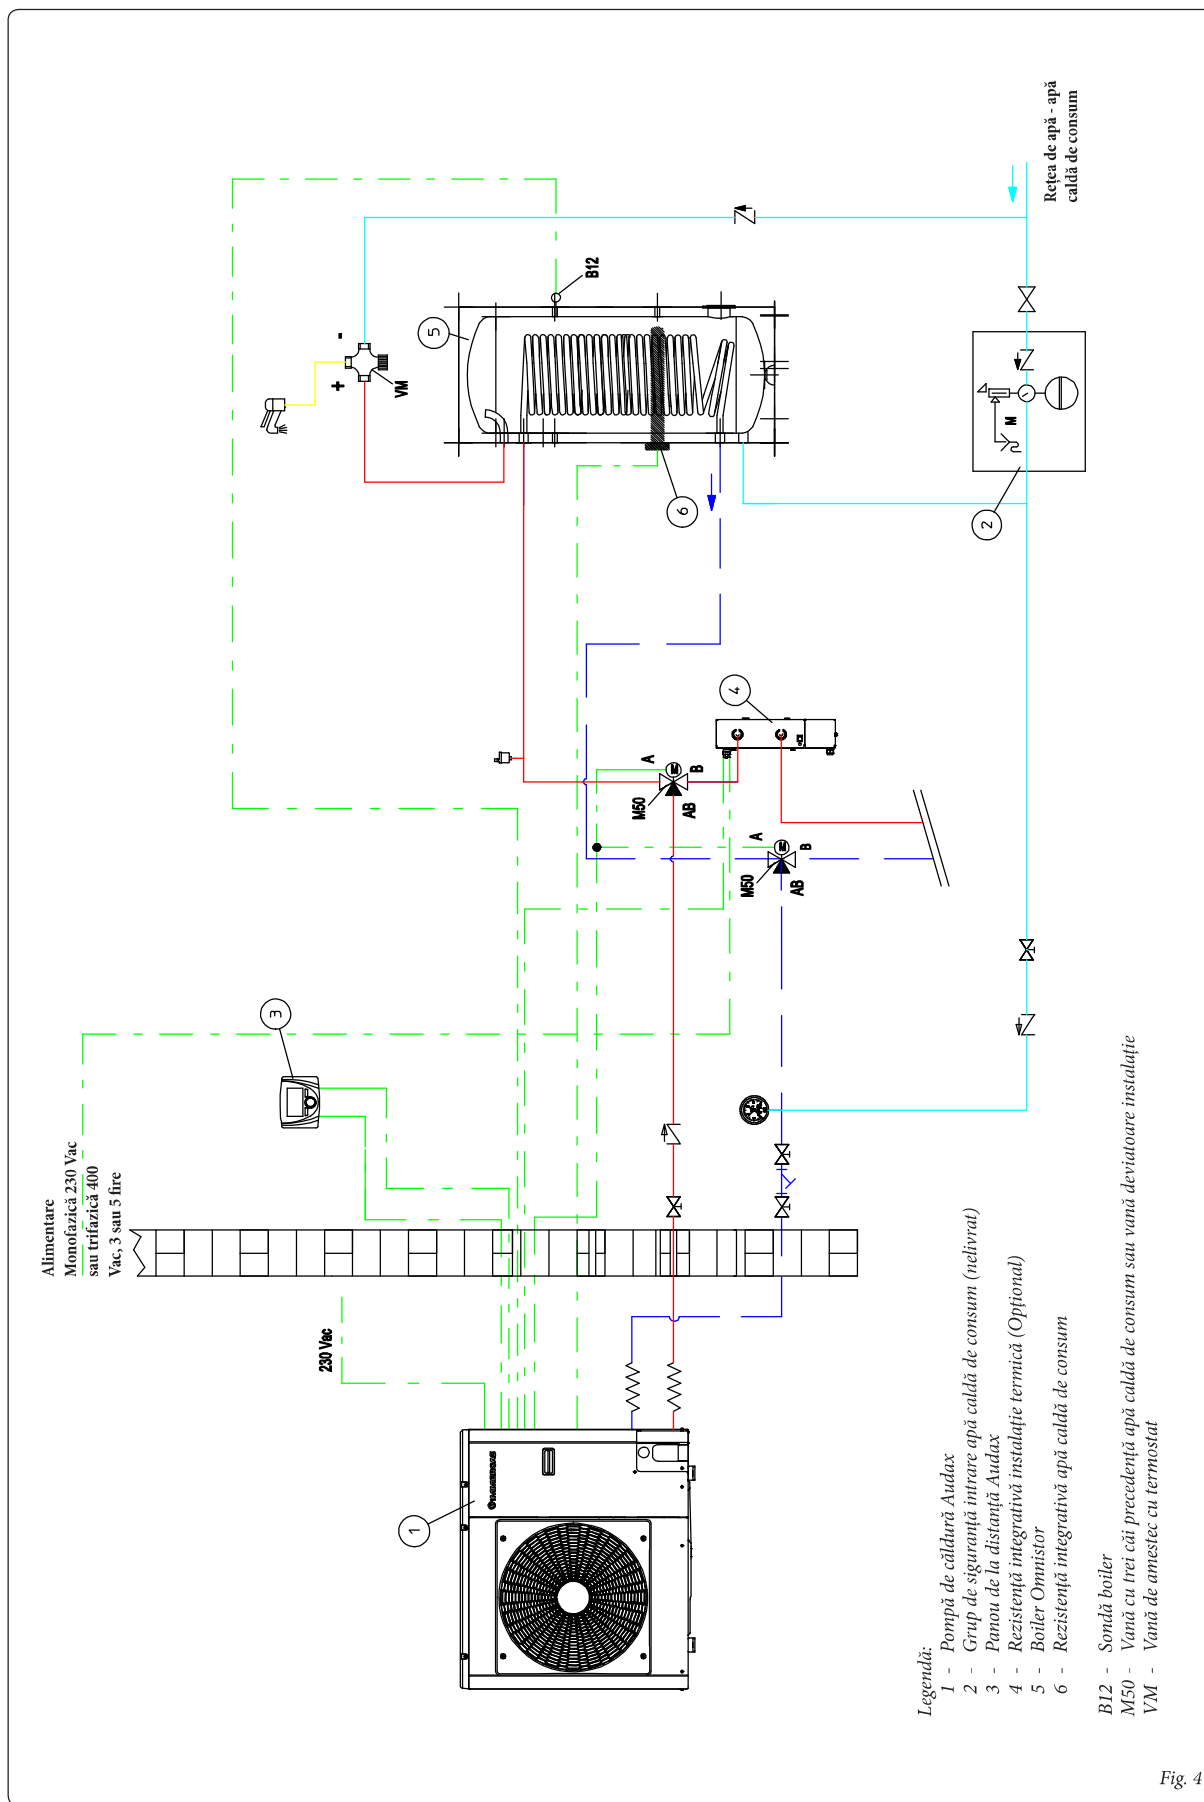 Alimentare
Monofazică 230 Vac
sau trifazică 400
Vac, 3 sau 5 fire
230 Vac
IMMERGAS
1
3
5
B12
+
-
VM
6
4
A
B
AB
M50
A
B
AB
M50
2
M
Rețea de apă - apă
caldă de consum
Legendă:
1 - Pompă de căldură Audax
2 - Grup de siguranță intrare apă caldă de consum (nelivrat)
3 - Panou de la distanță Audax
4 - Rezistență integrativă instalație termică (Opțional)
5 - Boiler Omnistor
6 - Rezistență integrativă apă caldă de consum
B12 - Sondă boiler
M50 - Vană cu trei căi precedență apă caldă de consum sau vană deviatoare instalație
VM - Vană de amestec cu termostat
Fig. 4